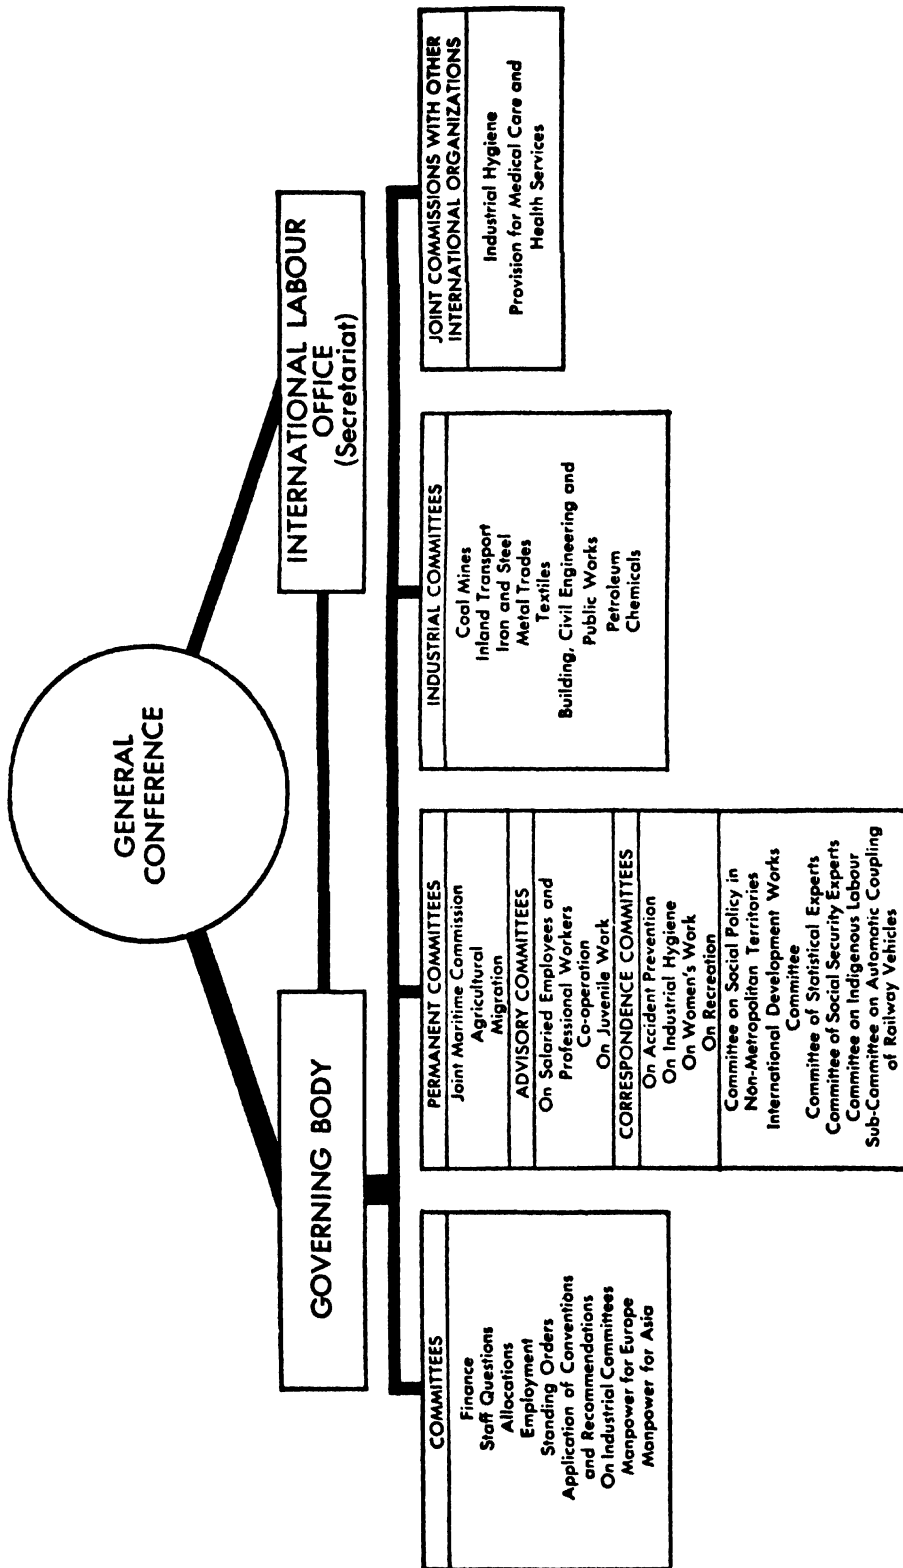 GENERAL
CONFERENCE
GOVERNING BODY
INTERNATIONAL LABOUR
OFFICE
(Secretariat)
COMMITTEES
Finance
Staff Questions
Allocations
Employment
Standing Orders
Application of Conventions
and Recommendations
On Industrial Committees
Manpower for Europe
Manpower for Asia
PERMANENT COMMITTEES
Joint Maritime Commission
Agricultural
Migration
ADVISORY COMMITTEES
On Salaried Employees and
Professional Workers
Co-operation
On Juvenile Work
CORRESPONDENCE COMMITTEES
On Accident Prevention
On Industrial Hygiene
On Women's Work
On Recreation
Committee on Social Policy in
Non-Metropolitan Territories
International Development Works
Committee
Committee of Statistical Experts
Committee of Social Security Experts
Committee on Indigenous Labour
Sub-Committee on Automatic Coupling
of Railway Vehicles
INDUSTRIAL COMMITTEES
Coal Mines
Inland Transport
Iron and Steel
Metal Trades
Textiles
Building, Civil Engineering and
Public Works
Petroleum
Chemicals
JOINT COMMISSIONS WITH OTHER
INTERNATIONAL ORGANIZATIONS
Industrial Hygiene
Provision for Medical Care and
Health Services